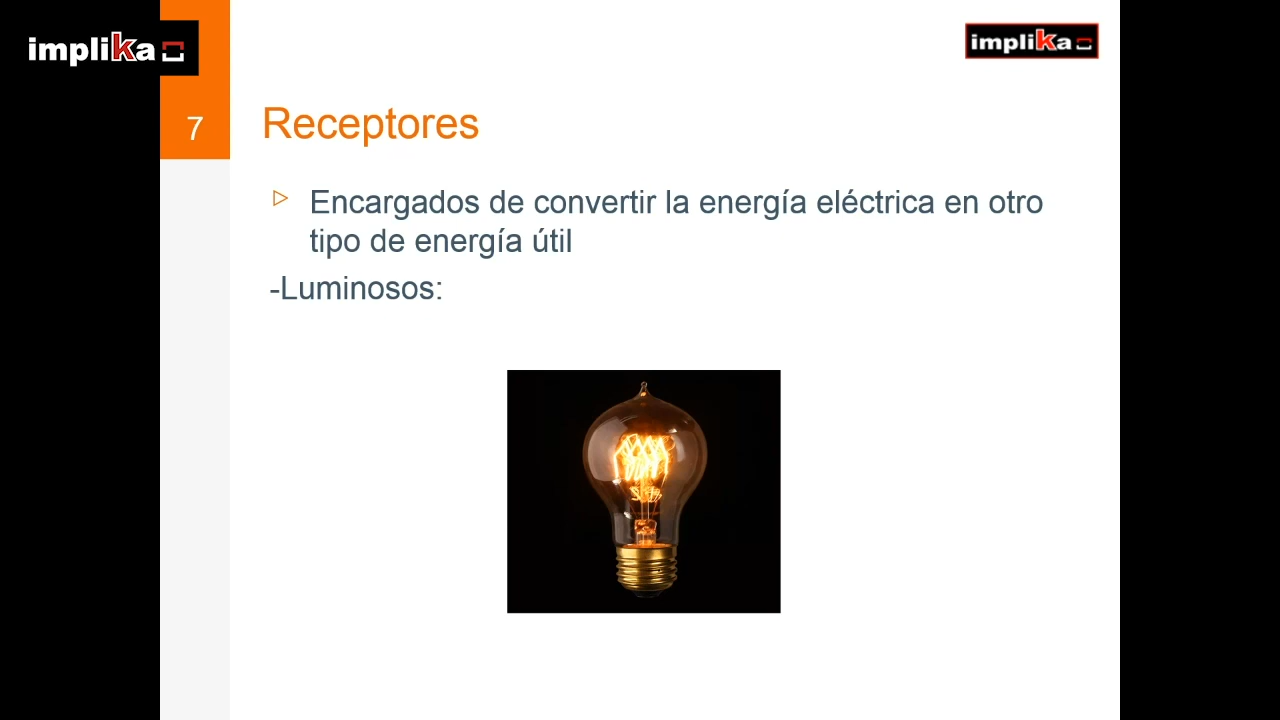 implika
implika
7
Receptores
Encargados de convertir la energía eléctrica en otro
tipo de energía útil
-Luminosos: